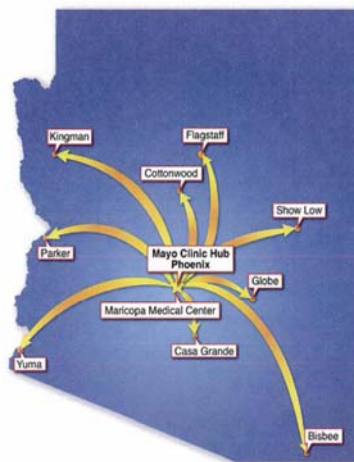 Kingman
Flagstaff
Cottonwood
Show Low
Parker
Mayo Clinic Hub
Phoenix
Globe
Maricopa Medical Center
Casa Grande
Yuma
Bisbee